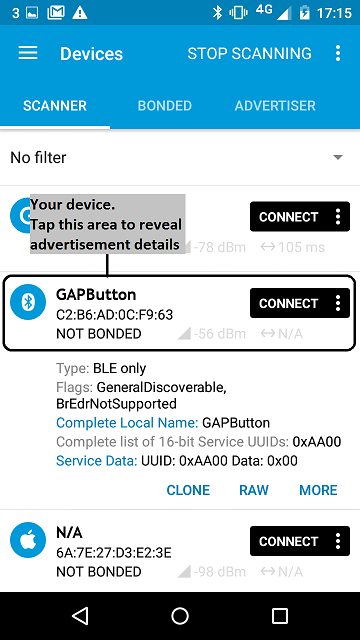 3 4G 17:15
Devices STOP SCANNING
SCANNER BONDED ADVERTISER
No filter
Your device.
Tap this area to reveal
advertisement details
CONNECT
-78 dBm 105 ms
GAPButton
C2:B6:AD:0C:F9:63
NOT BONDED -56 dBm N/A
CONNECT
Type: BLE only
Flags: GeneralDiscoverable,
BrEdrNotSupported
Complete Local Name: GAPButton
Complete list of 16-bit Service UUIDs: 0xAA00
Service Data: UUID: 0xAA00 Data: 0x00
CLONE RAW MORE
N/A
6A:7E:27:D3:E2:3E
NOT BONDED -98 dBm N/A
CONNECT